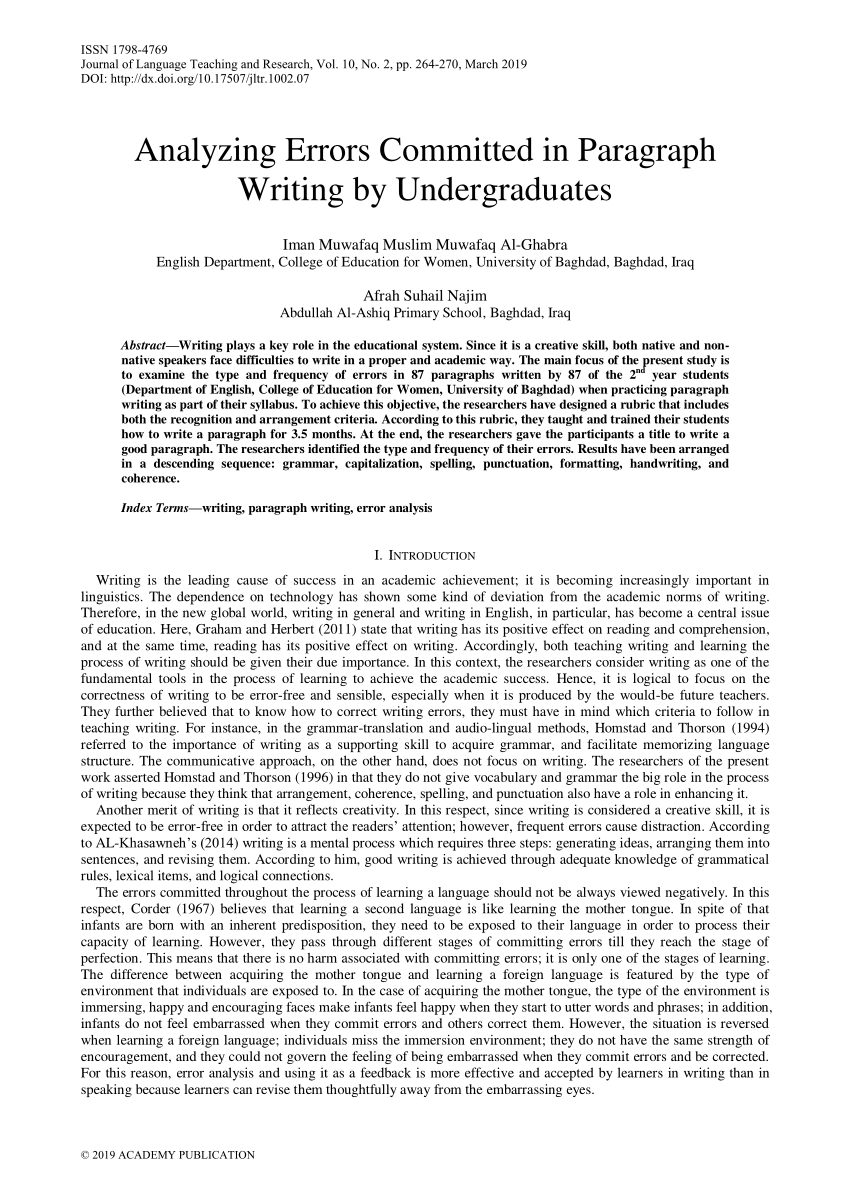 ISSN 1798-4769
Journal of Language Teaching and Research, Vol. 10, No. 2, pp. 264-270, March 2019
DOI: http://dx.doi.org/10.17507/jltr.1002.07
Analyzing Errors Committed in Paragraph
Writing by Undergraduates
Iman Muwafaq Muslim Muwafaq Al-Ghabra
English Department, College of Education for Women, University of Baghdad, Baghdad, Iraq
Afrah Suhail Najim
Abdullah Al-Ashiq Primary School, Baghdad, Iraq
Abstract—Writing plays a key role in the educational system. Since it is a creative skill, both native and non-
native speakers face difficulties to write in a proper and academic way. The main focus of the present study is
to examine the type and frequency of errors in 87 paragraphs written by 87 of the 2nd year students
(Department of English, College of Education for Women, University of Baghdad) when practicing paragraph
writing as part of their syllabus. To achieve this objective, the researchers have designed a rubric that includes
both the recognition and arrangement criteria. According to this rubric, they taught and trained their students
how to write a paragraph for 3.5 months. At the end, the researchers gave the participants a title to write a
good paragraph. The researchers identified the type and frequency of their errors. Results have been arranged
in a descending sequence: grammar, capitalization, spelling, punctuation, formatting, handwriting, and
coherence.
Index Terms—writing, paragraph writing, error analysis
I. INTRODUCTION
Writing is the leading cause of success in an academic achievement; it is becoming increasingly important in
linguistics. The dependence on technology has shown some kind of deviation from the academic norms of writing.
Therefore, in the new global world, writing in general and writing in English, in particular, has become a central issue
of education. Here, Graham and Herbert (2011) state that writing has its positive effect on reading and comprehension,
and at the same time, reading has its positive effect on writing. Accordingly, both teaching writing and learning the
process of writing should be given their due importance. In this context, the researchers consider writing as one of the
fundamental tools in the process of learning to achieve the academic success. Hence, it is logical to focus on the
correctness of writing to be error-free and sensible, especially when it is produced by the would-be future teachers.
They further believed that to know how to correct writing errors, they must have in mind which criteria to follow in
teaching writing. For instance, in the grammar-translation and audio-lingual methods, Homstad and Thorson (1994)
referred to the importance of writing as a supporting skill to acquire grammar, and facilitate memorizing language
structure. The communicative approach, on the other hand, does not focus on writing. The researchers of the present
work asserted Homstad and Thorson (1996) in that they do not give vocabulary and grammar the big role in the process
of writing because they think that arrangement, coherence, spelling, and punctuation also have a role in enhancing it.
Another merit of writing is that it reflects creativity. In this respect, since writing is considered a creative skill, it is
expected to be error-free in order to attract the readers' attention; however, frequent errors cause distraction. According
to AL-Khasawneh's (2014) writing is a mental process which requires three steps: generating ideas, arranging them into
sentences, and revising them. According to him, good writing is achieved through adequate knowledge of grammatical
rules, lexical items, and logical connections.
The errors committed throughout the process of learning a language should not be always viewed negatively. In this
respect, Corder (1967) believes that learning a second language is like learning the mother tongue. In spite of that
infants are born with an inherent predisposition, they need to be exposed to their language in order to process their
capacity of learning. However, they pass through different stages of committing errors till they reach the stage of
perfection. This means that there is no harm associated with committing errors; it is only one of the stages of learning.
The difference between acquiring the mother tongue and learning a foreign language is featured by the type of
environment that individuals are exposed to. In the case of acquiring the mother tongue, the type of the environment is
immersing, happy and encouraging faces make infants feel happy when they start to utter words and phrases; in addition,
infants do not feel embarrassed when they commit errors and others correct them. However, the situation is reversed
when learning a foreign language; individuals miss the immersion environment; they do not have the same strength of
encouragement, and they could not govern the feeling of being embarrassed when they commit errors and be corrected.
For this reason, error analysis and using it as a feedback is more effective and accepted by learners in writing than in
speaking because learners can revise them thoughtfully away from the embarrassing eyes.
© 2019 ACADEMY PUBLICATION